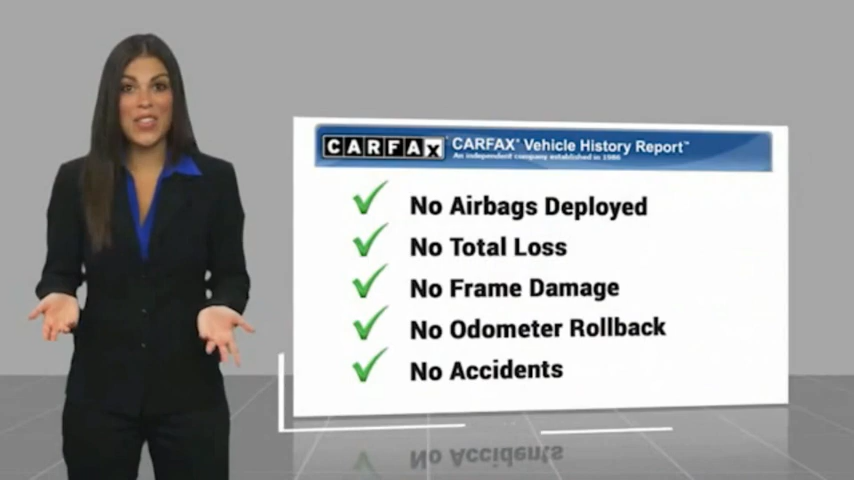 CARFAX
CARFAX® Vehicle History Report™
An independent company established in 1986
No Airbags Deployed
No Total Loss
No Frame Damage
No Odometer Rollback
No Accidents
No Accidents